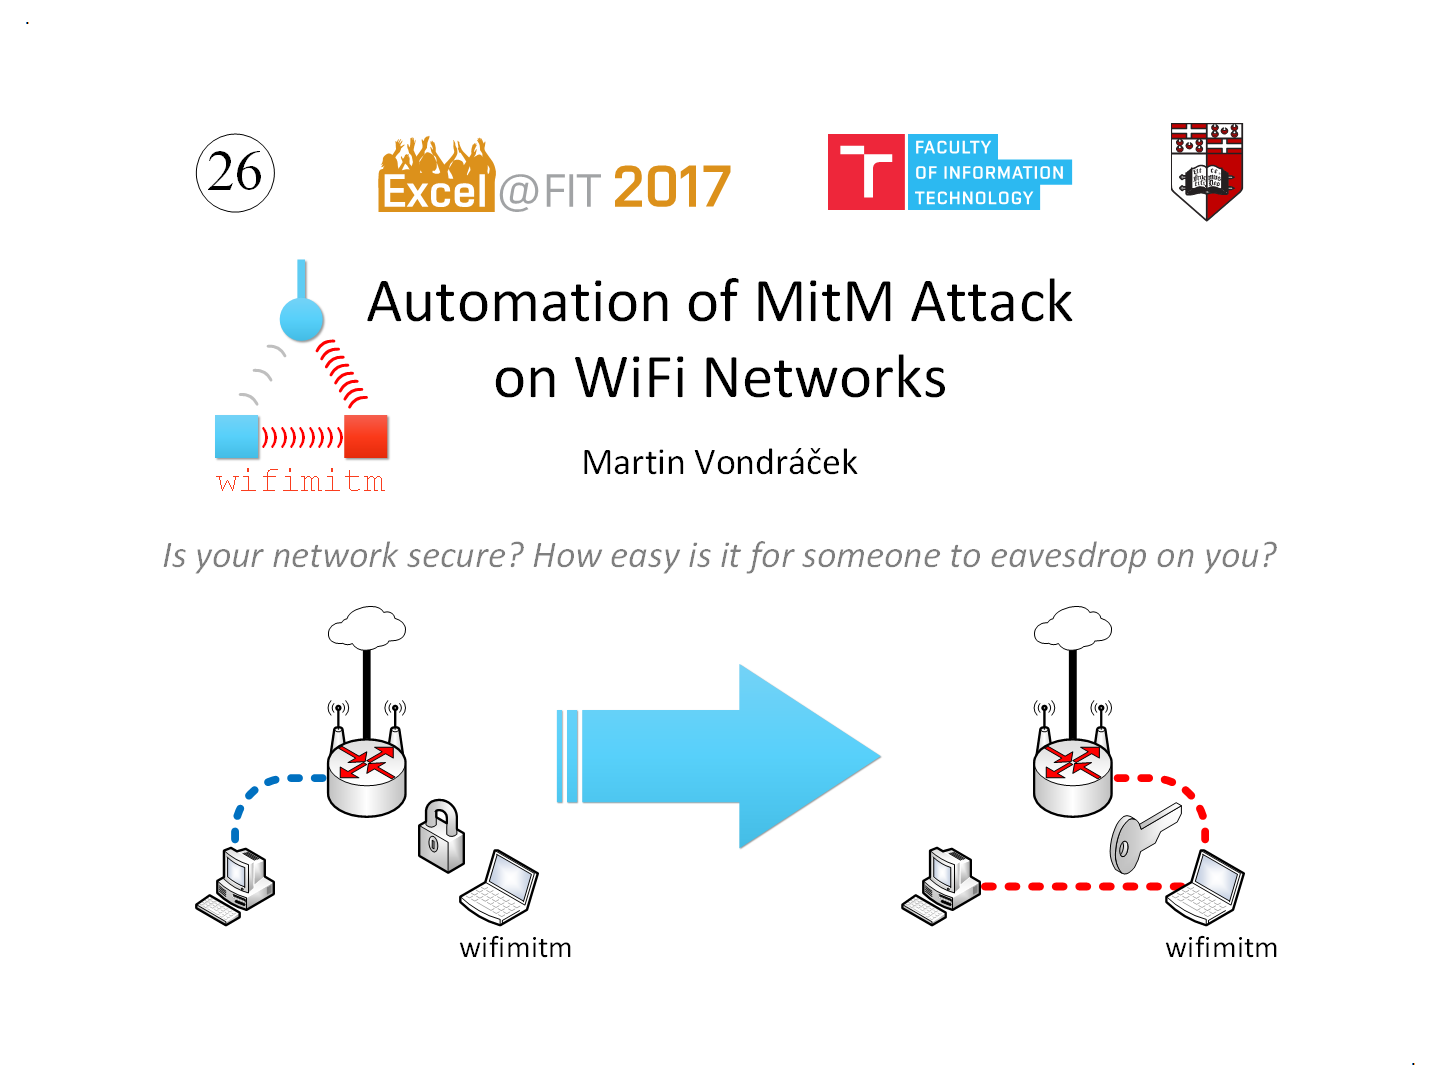 26
Excel@FIT 2017
FACULTY
OF INFORMATION
TECHNOLOGY
Automation of MitM Attack
on WiFi Networks
wifimitm
Martin Vondráček
Is your network secure? How easy is it for someone to eavesdrop on you?
wifimitm
wifimitm